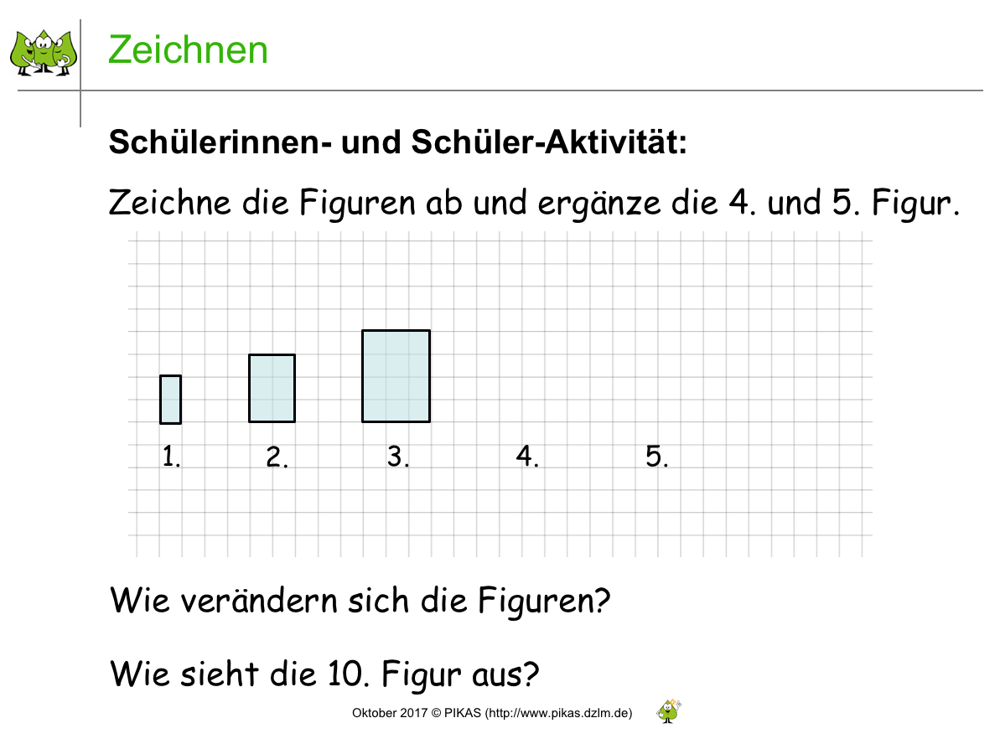 Zeichnen
Schülerinnen- und Schüler-Aktivität:
Zeichne die Figuren ab und ergänze die 4. und 5. Figur.
1. 2. 3. 4. 5.
Wie verändern sich die Figuren?
Wie sieht die 10. Figur aus?
Oktober 2017 © PIKAS (http://www.pikas.dzlm.de)